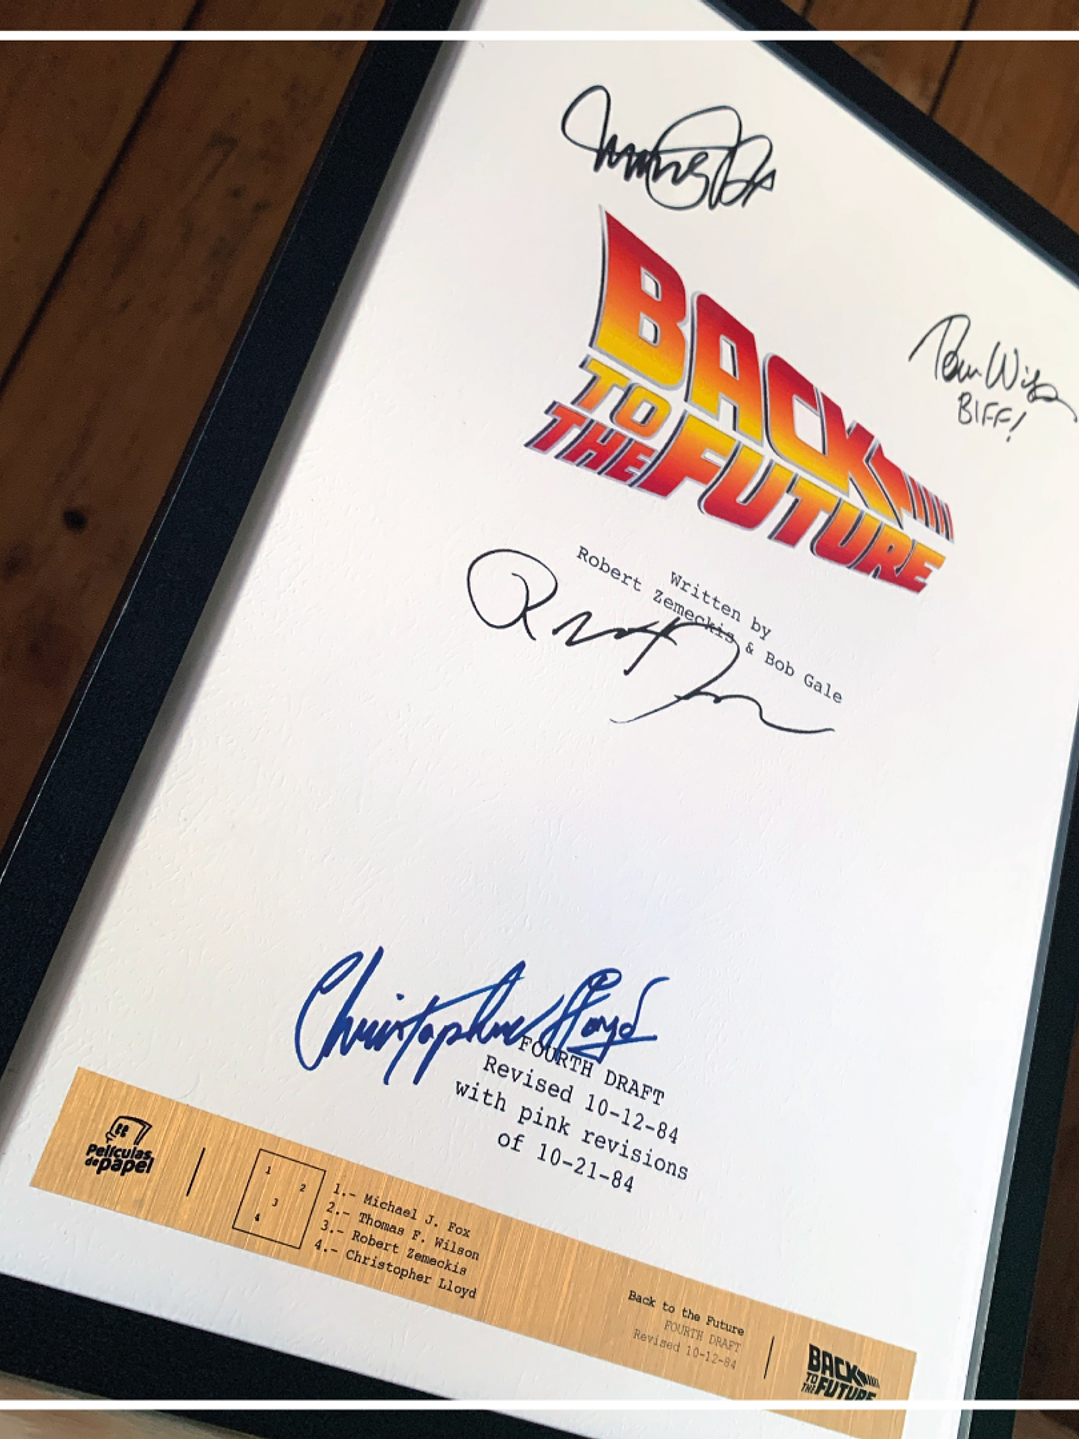 BACK
TO
THE FUTURE
Tom Wilson
BIFF!
Written by
Robert Zemeckis & Bob Gale
Christopher Lloyd
FOURTH DRAFT
Revised 10-12-84
with pink revisions
of 10-21-84
Películas
de papel
1
2
3
4
1.- Michael J. Fox
2.- Thomas F. Wilson
3.- Robert Zemeckis
4.- Christopher Lloyd
Back to the Future
FOURTH DRAFT
Revised 10-12-84
BACK
TO
THE FUTURE